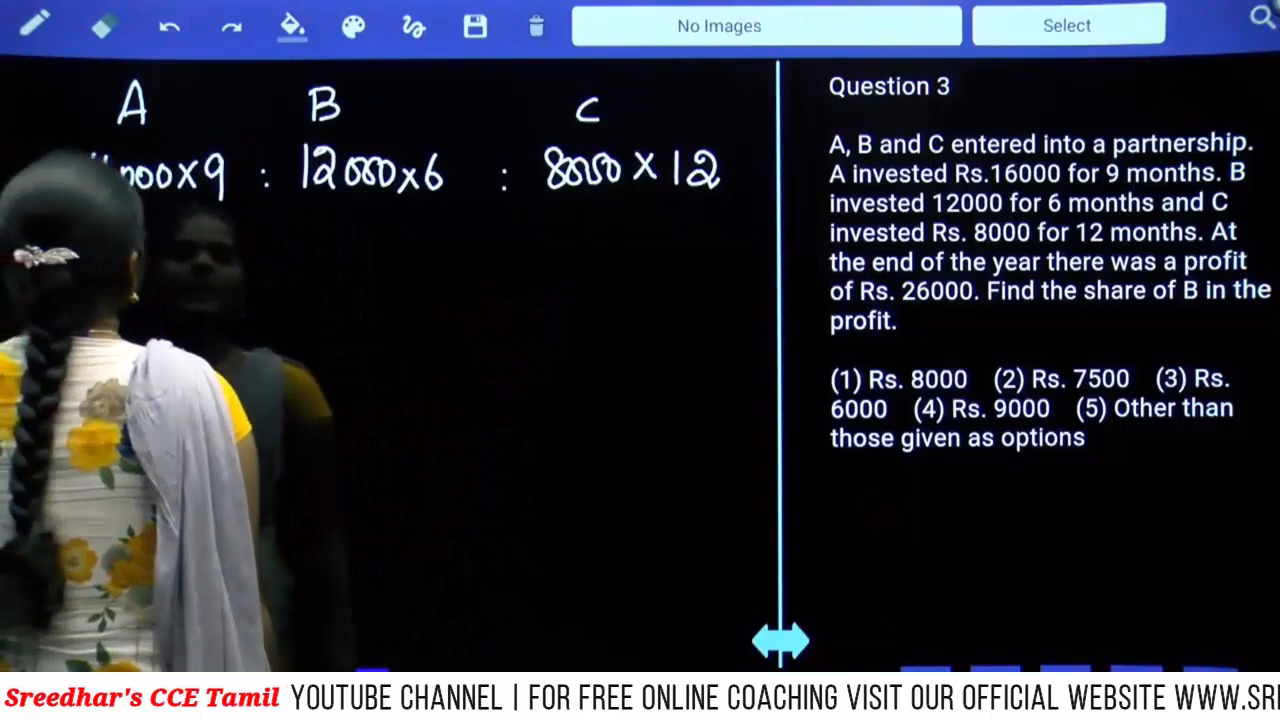 No Images
Select
A B C
000×9 : 12000×6 : 8000 × 12
Question 3
A, B and C entered into a partnership.
A invested Rs.16000 for 9 months. B
invested 12000 for 6 months and C
invested Rs. 8000 for 12 months. At
the end of the year there was a profit
of Rs. 26000. Find the share of B in the
profit.
(1) Rs. 8000 (2) Rs. 7500 (3) Rs.
6000 (4) Rs. 9000 (5) Other than
those given as options
Sreedhar's CCE Tamil YOUTUBE CHANNEL | FOR FREE ONLINE COACHING VISIT OUR OFFICIAL WEBSITE WWW.SRE